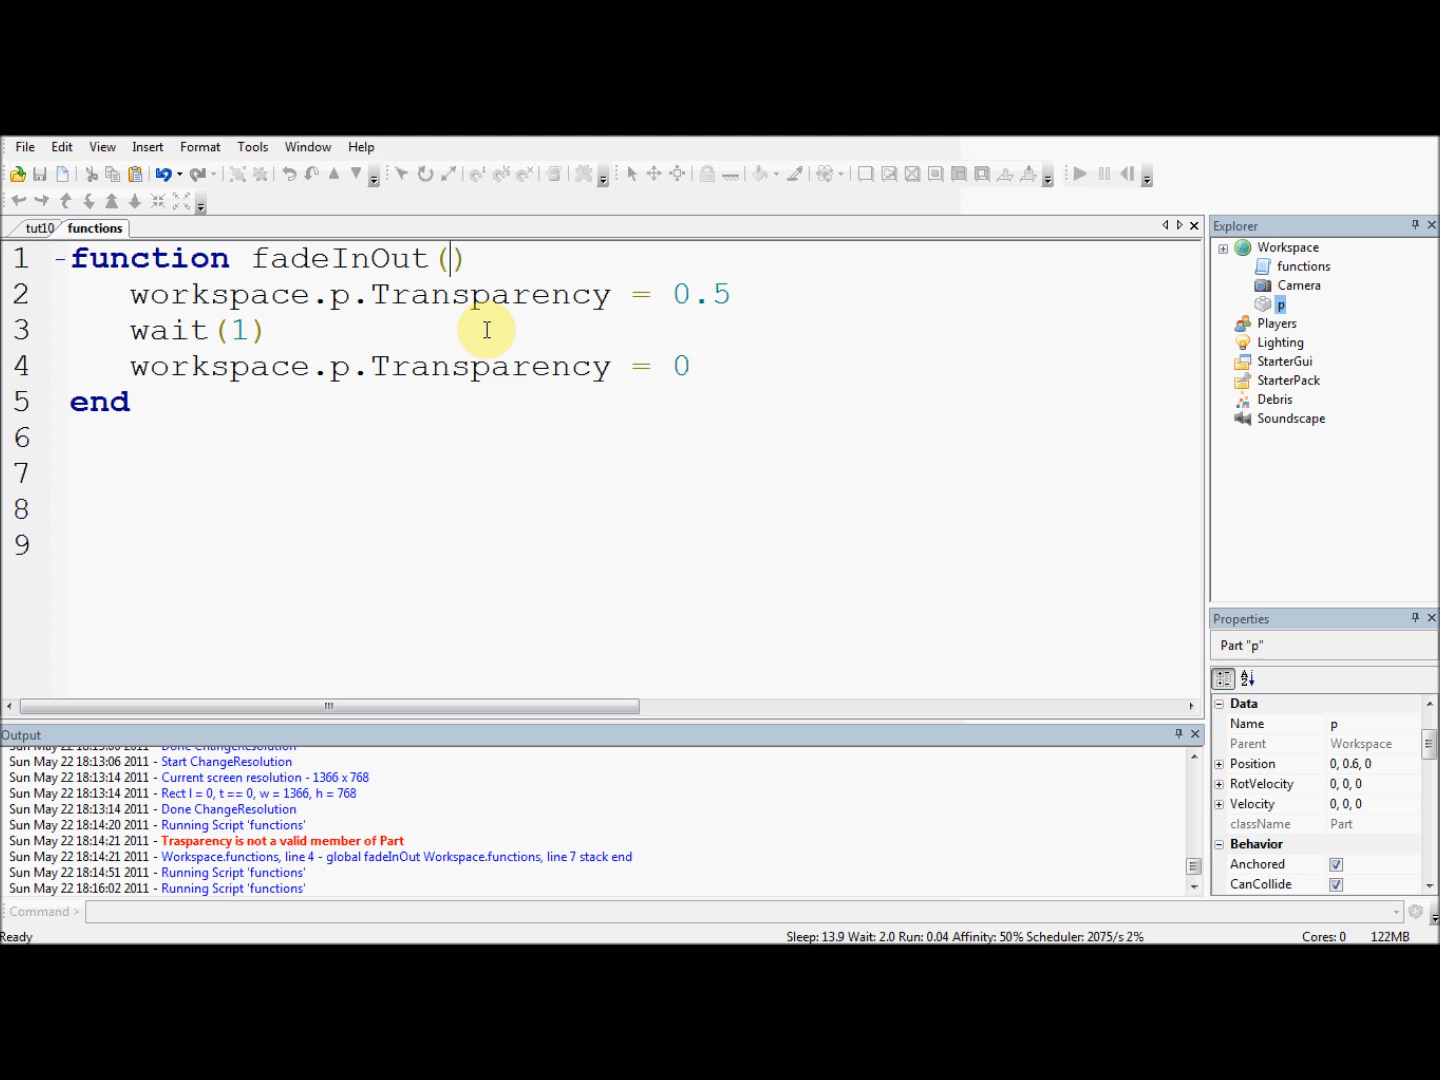 File Edit View Insert Format Tools Window Help
tut10 functions
1 -function fadeInOut()
2 workspace.p.Transparency = 0.5
3 wait(1)
4 workspace.p.Transparency = 0
5 end
6
7
8
9
Explorer
Workspace
functions
Camera
p
Players
Lighting
StarterGui
StarterPack
Debris
Soundscape
Properties
Part "p"
Data
Name p
Parent Workspace
Position 0, 0.6, 0
RotVelocity 0, 0, 0
Velocity 0, 0, 0
className Part
Behavior
Anchored
CanCollide
Output
Sun May 22 18:13:06 2011 - Done ChangeResolution
Sun May 22 18:13:06 2011 - Start ChangeResolution
Sun May 22 18:13:14 2011 - Current screen resolution - 1366 x 768
Sun May 22 18:13:14 2011 - Rect l = 0, t == 0, w = 1366, h = 768
Sun May 22 18:13:14 2011 - Done ChangeResolution
Sun May 22 18:14:20 2011 - Running Script 'functions'
Sun May 22 18:14:21 2011 - Trasparency is not a valid member of Part
Sun May 22 18:14:21 2011 - Workspace.functions, line 4 - global fadeInOut Workspace.functions, line 7 stack end
Sun May 22 18:14:51 2011 - Running Script 'functions'
Sun May 22 18:16:02 2011 - Running Script 'functions'
Command >
Ready Sleep: 13.9 Wait: 2.0 Run: 0.04 Affinity: 50% Scheduler: 2075/s 2% Cores: 0 122MB